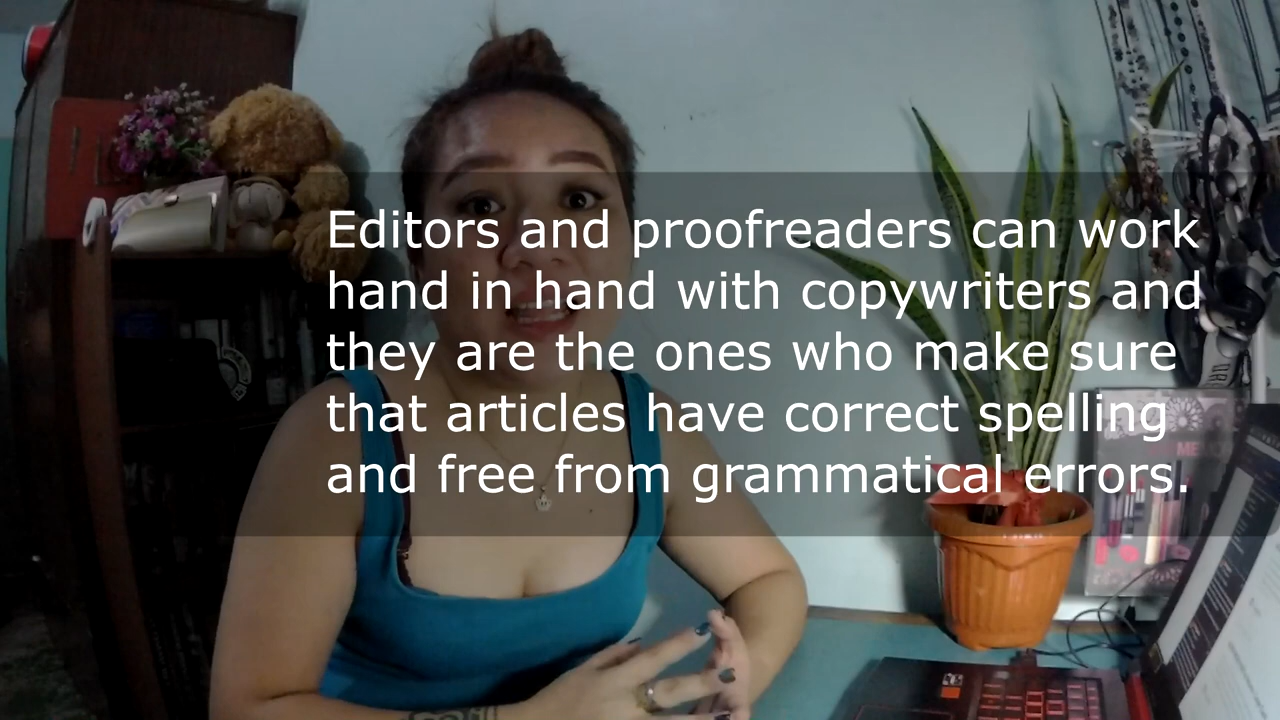 Editors and proofreaders can work
hand in hand with copywriters and
they are the ones who make sure
that articles have correct spelling
and free from grammatical errors.